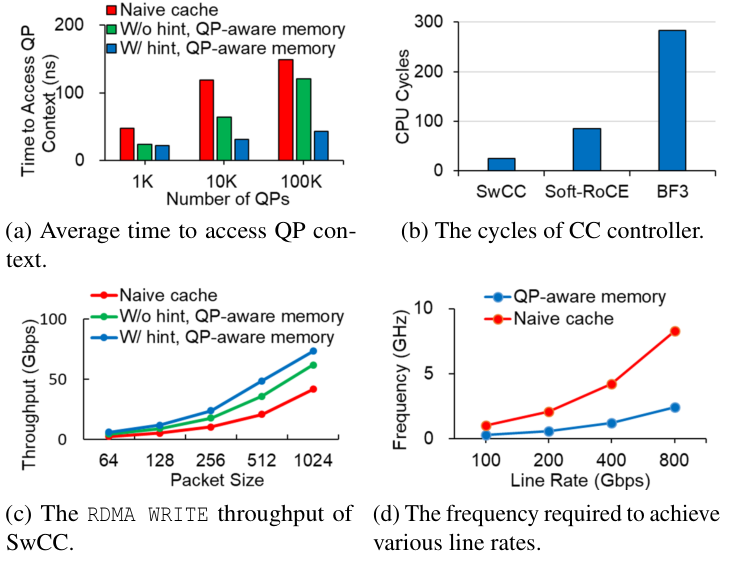 Naive cache
W/o hint, QP-aware memory
W/ hint, QP-aware memory
Time to Access QP
Context (ns)
200
100
0
1K 10K 100K
Number of QPs
(a) Average time to access QP con-
text.
CPU Cycles
300
200
100
0
SwCC Soft-RoCE BF3
(b) The cycles of CC controller.
Naive cache
W/o hint, QP-aware memory
W/ hint, QP-aware memory
Throughput (Gbps)
100
50
0
64 128 256 512 1024
Packet Size
(c) The RDMA WRITE throughput of
SwCC.
QP-aware memory
Naive cache
Frequency (GHz)
10
5
0
100 200 400 800
Line Rate (Gbps)
(d) The frequency required to achieve
various line rates.